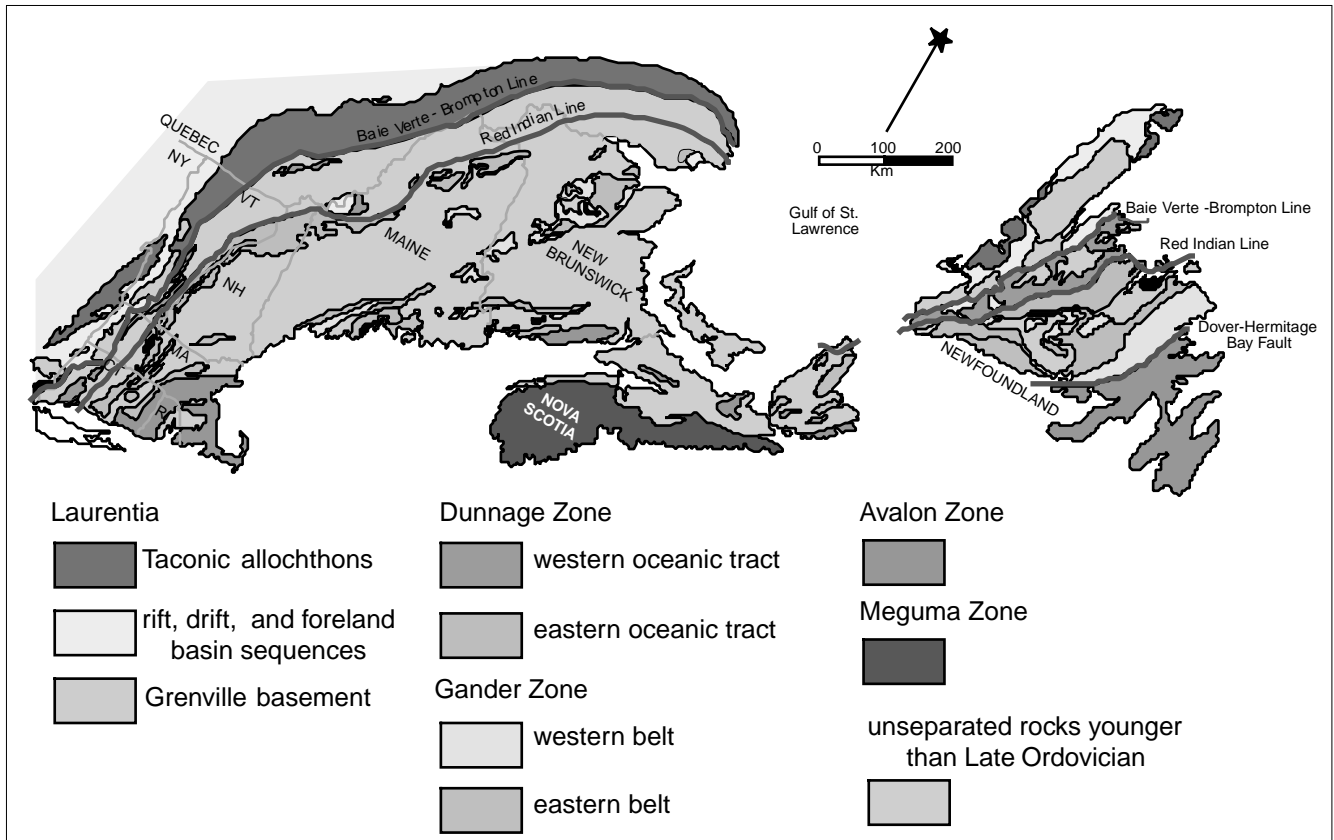 QUEBEC
NY
VT
NH
MA
CT
RI
MAINE
NEW
BRUNSWICK
Baie Verte - Brompton Line
Red Indian Line
NOVA
SCOTIA
0 100 200
Km
Gulf of St.
Lawrence
Baie Verte -Brompton Line
Red Indian Line
Dover-Hermitage
Bay Fault
NEWFOUNDLAND
Laurentia
Taconic allochthons
rift, drift, and foreland
basin sequences
Grenville basement
Dunnage Zone
western oceanic tract
eastern oceanic tract
Gander Zone
western belt
eastern belt
Avalon Zone
Meguma Zone
unseparated rocks younger
than Late Ordovician